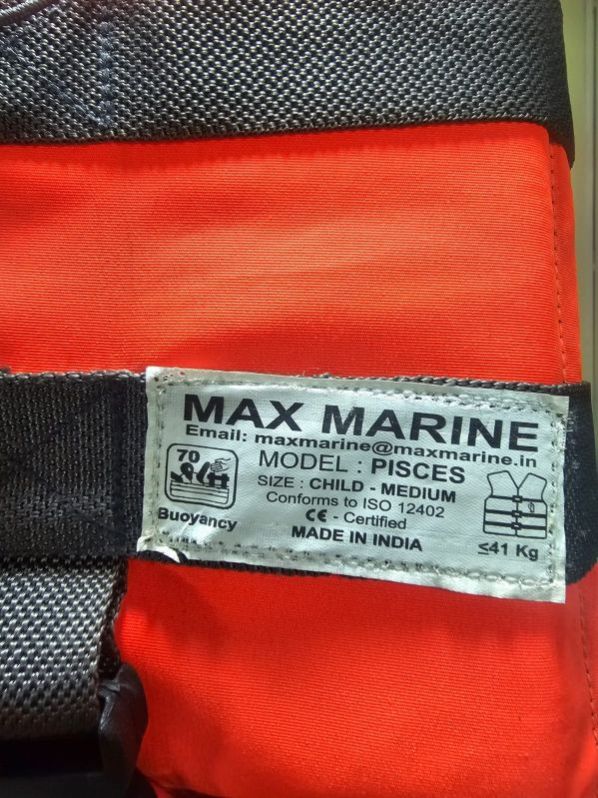 MAX MARINE
Email: maxmarine@maxmarine.in
70
Buoyancy
MODEL : PISCES
SIZE : CHILD - MEDIUM
Conforms to ISO 12402
CE - Certified
MADE IN INDIA
≤41 Kg